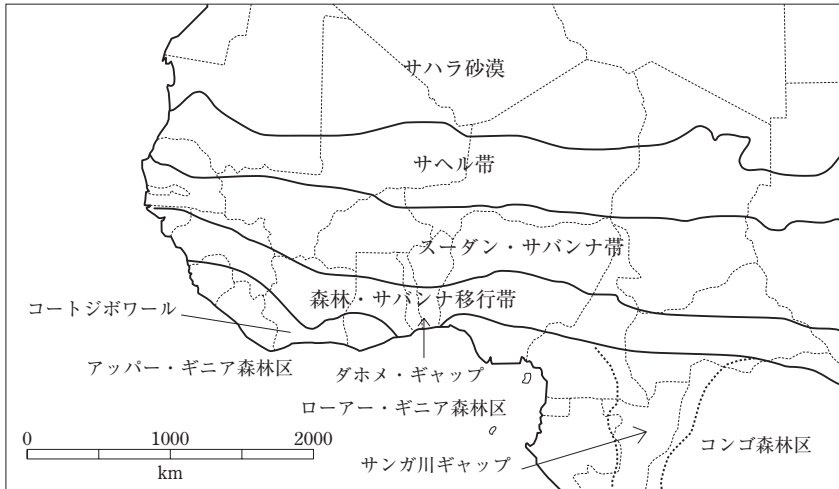 サハラ砂漠
サヘル帯
スーダン・サバンナ帯
森林・サバンナ移行帯
コートジボワール
アッパー・ギニア森林区
ダホメ・ギャップ
ローアー・ギニア森林区
0 1000 2000
km
サンガ川ギャップ
コンゴ森林区